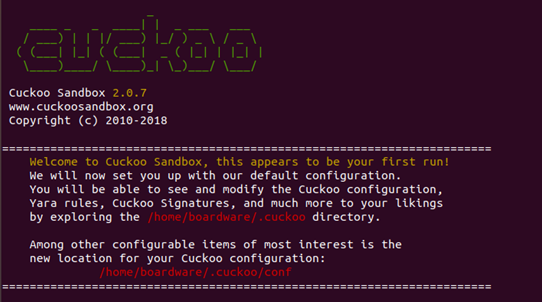 cuckoo
Cuckoo Sandbox 2.0.7
www.cuckoosandbox.org
Copyright (c) 2010-2018
========================================================================
Welcome to Cuckoo Sandbox, this appears to be your first run!
We will now set you up with our default configuration.
You will be able to see and modify the Cuckoo configuration,
Yara rules, Cuckoo Signatures, and much more to your likings
by exploring the /home/boardware/.cuckoo directory.
Among other configurable items of most interest is the
new location for your Cuckoo configuration:
/home/boardware/.cuckoo/conf
========================================================================